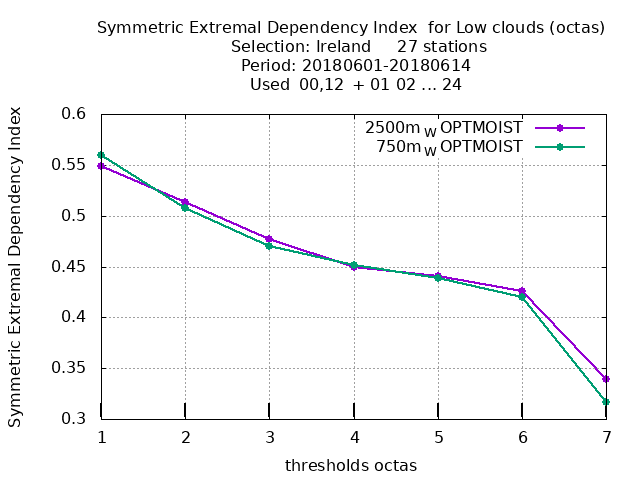 Symmetric Extremal Dependency Index for Low clouds (octas)
Selection: Ireland 27 stations
Period: 20180601-20180614
Used 00,12 + 01 02 ... 24
2500m W OPTMOIST
750m W OPTMOIST
Symmetric Extremal Dependency Index
0.6
0.55
0.5
0.45
0.4
0.35
0.3
1 2 3 4 5 6 7
thresholds octas